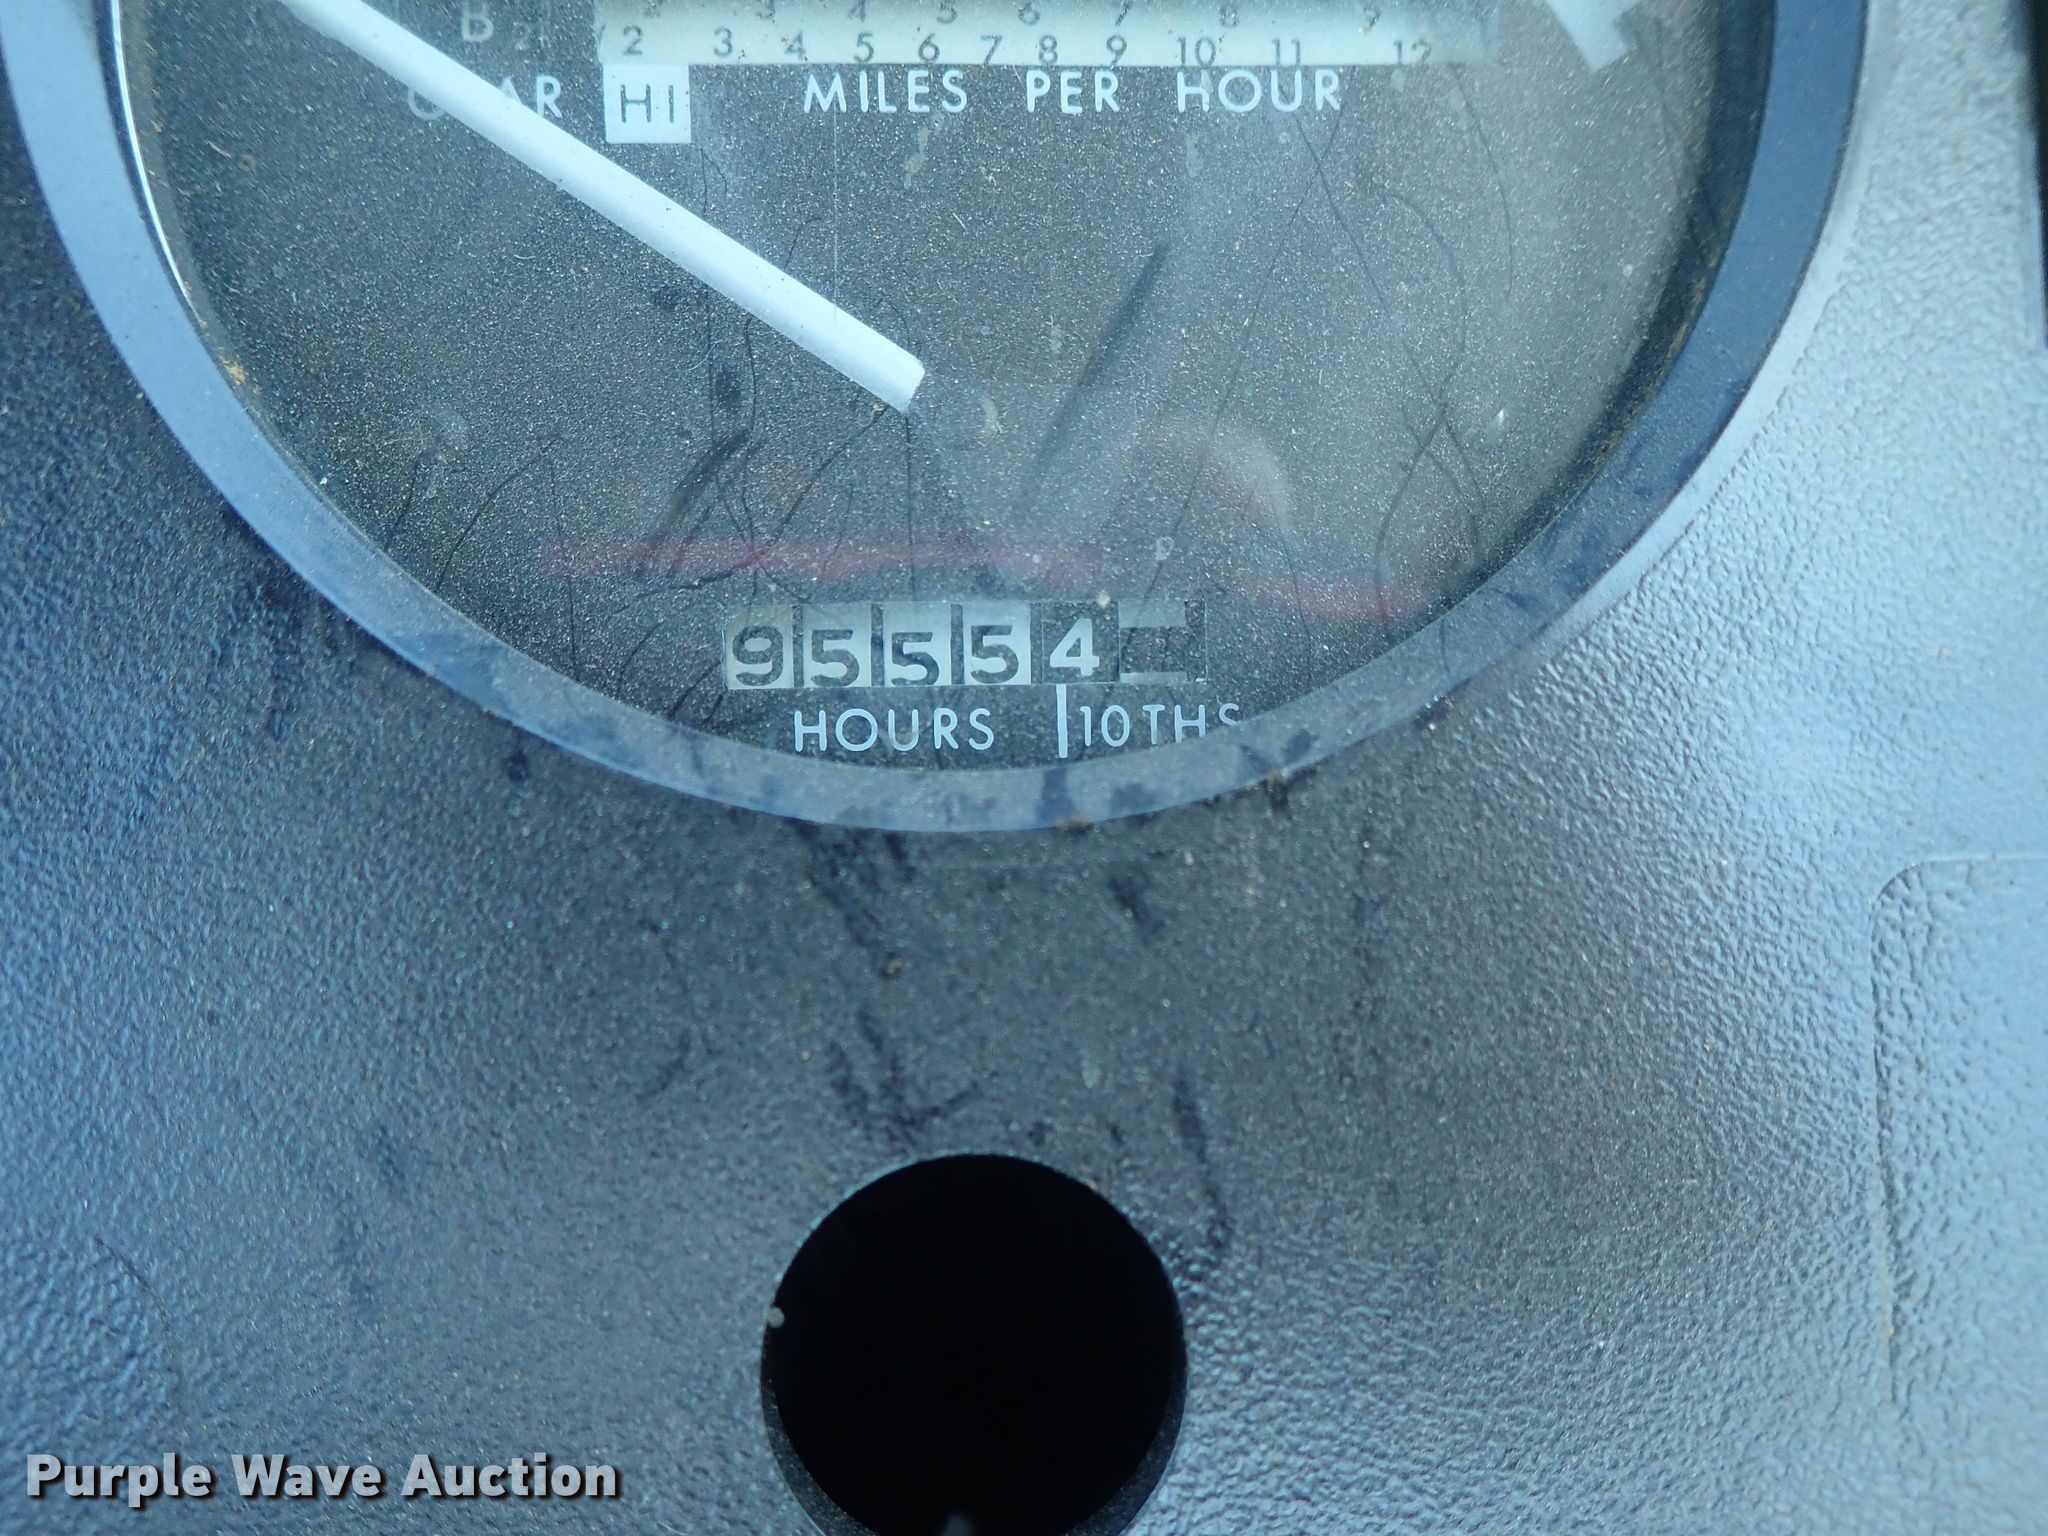 2 3 4 5 6 7 8 9
B 2 2 3 4 5 6 7 8 9 10 11 12
HI MILES PER HOUR
95554
HOURS 10THS
Purple Wave Auction